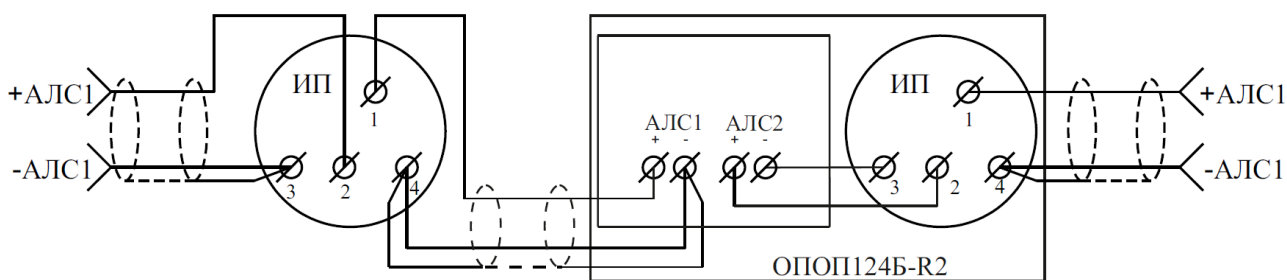 ИП ИП
+АЛС1 1 АЛС1 АЛС2 1 +АЛС1
+ - + -
-АЛС1 3 2 4 3 2 4 -АЛС1
ОПОП124Б-R2